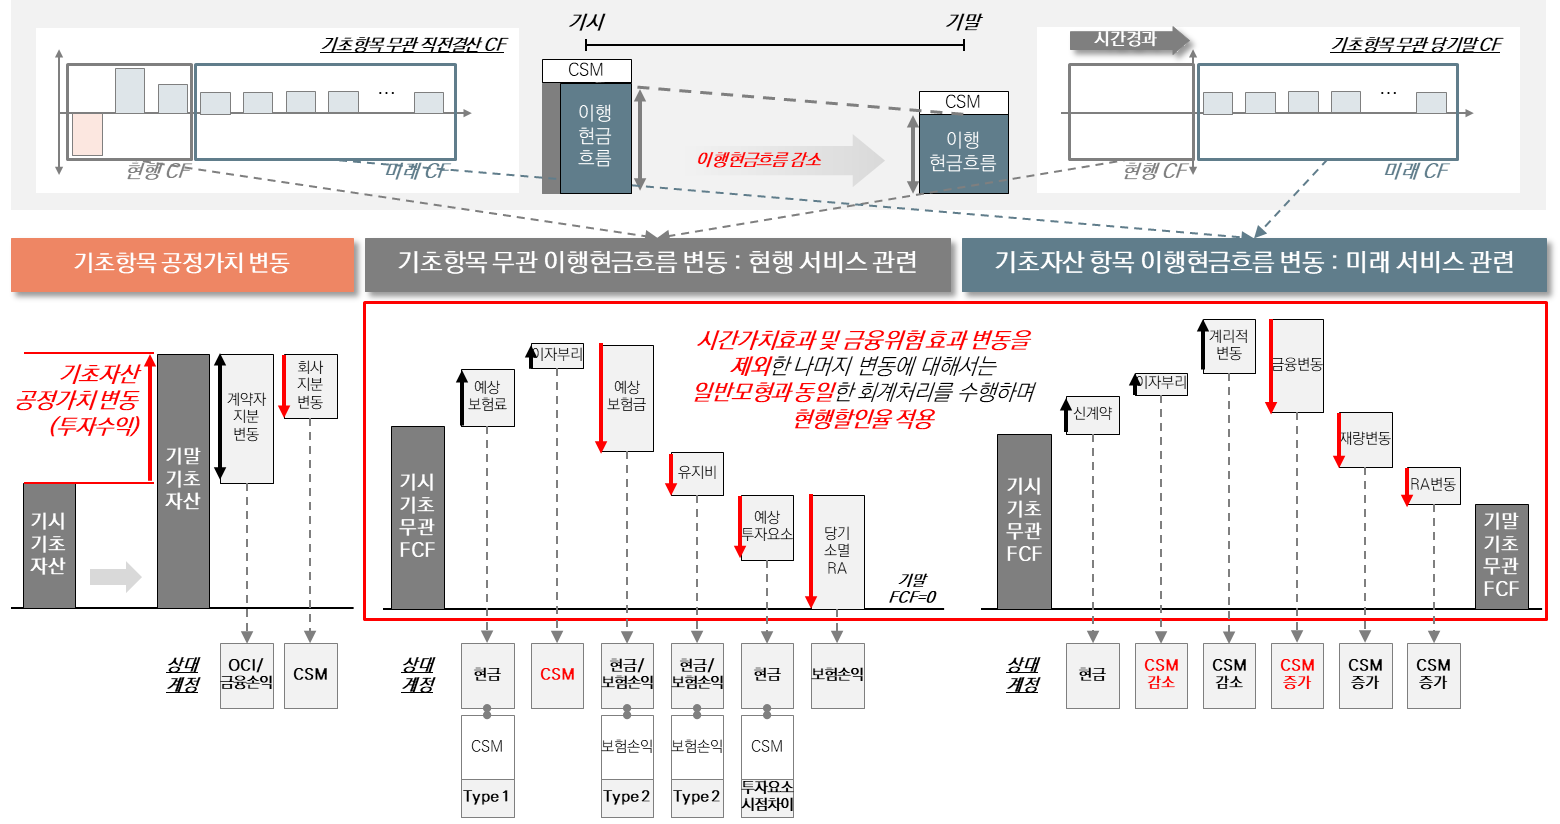 기시
기말
기초항목 무관 직전결산 CF
현행 CF
미래 CF
…
CSM
이행
현금
흐름
이행현금흐름 감소
CSM
이행
현금흐름
시간경과
기초항목 무관 당기말 CF
…
현행 CF
미래 CF
기초항목 공정가치 변동
기초항목 무관 이행현금흐름 변동 : 현행 서비스 관련
기초자산 항목 이행현금흐름 변동 : 미래 서비스 관련
기초자산
공정가치 변동
(투자수익)
기시
기초
자산
기말
기초
자산
계약자
지분
변동
회사
지분
변동
상대
계정
OCI/
금융손익
CSM
시간가치효과 및 금융위험 효과 변동을
제외한 나머지 변동에 대해서는
일반모형과 동일한 회계처리를 수행하며
현행할인율 적용
기시
기초
무관
FCF
예상
보험료
이자부리
예상
보험금
유지비
예상
투자요소
당기
소멸
RA
기말
FCF=0
상대
계정
현금
CSM
현금/
보험손익
현금/
보험손익
현금
보험손익
CSM
Type1
보험손익
Type2
보험손익
Type2
CSM
투자요소
시점차이
기시
기초
무관
FCF
신계약
이자부리
계리적
변동
금융변동
재량변동
RA변동
기말
기초
무관
FCF
상대
계정
현금
CSM
감소
CSM
감소
CSM
증가
CSM
증가
CSM
증가